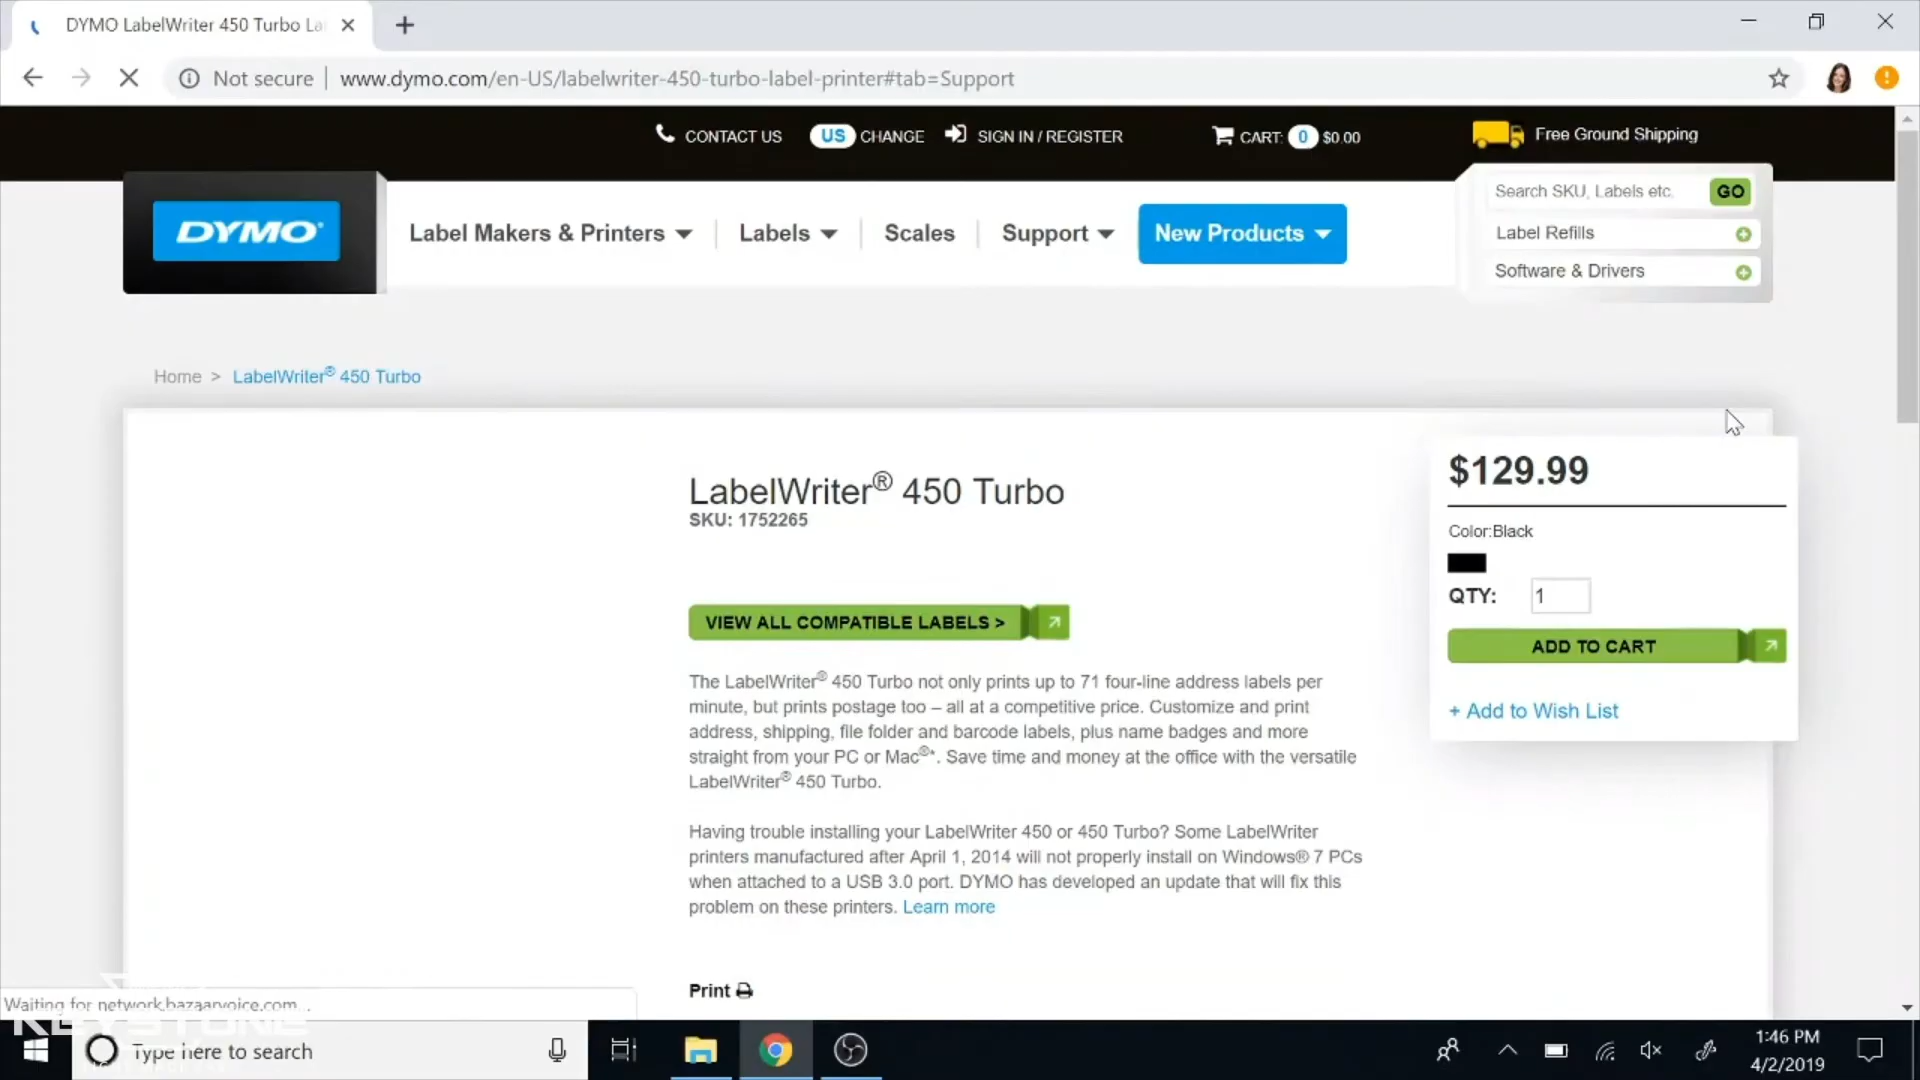 DYMO LabelWriter 450 Turbo La
Not secure
www.dymo.com/en-US/labelwriter-450-turbo-label-printer#tab=Support
CONTACT US
US CHANGE
SIGN IN / REGISTER
CART: 0 $0.00
Free Ground Shipping
DYMO®
Label Makers & Printers
Labels
Scales
Support
New Products
Search SKU, Labels etc.
GO
Label Refills
Software & Drivers
Home > LabelWriter® 450 Turbo
LabelWriter® 450 Turbo
SKU: 1752265
VIEW ALL COMPATIBLE LABELS >
The LabelWriter® 450 Turbo not only prints up to 71 four-line address labels per
minute, but prints postage too – all at a competitive price. Customize and print
address, shipping, file folder and barcode labels, plus name badges and more
straight from your PC or Mac®*. Save time and money at the office with the versatile
LabelWriter® 450 Turbo.
Having trouble installing your LabelWriter 450 or 450 Turbo? Some LabelWriter
printers manufactured after April 1, 2014 will not properly install on Windows® 7 PCs
when attached to a USB 3.0 port. DYMO has developed an update that will fix this
problem on these printers. Learn more
Print
$129.99
Color:Black
QTY: 1
ADD TO CART
+ Add to Wish List
Waiting for network.bazaarvoice.com...
KEYSTONE
Type here to search
1:46 PM
4/2/2019